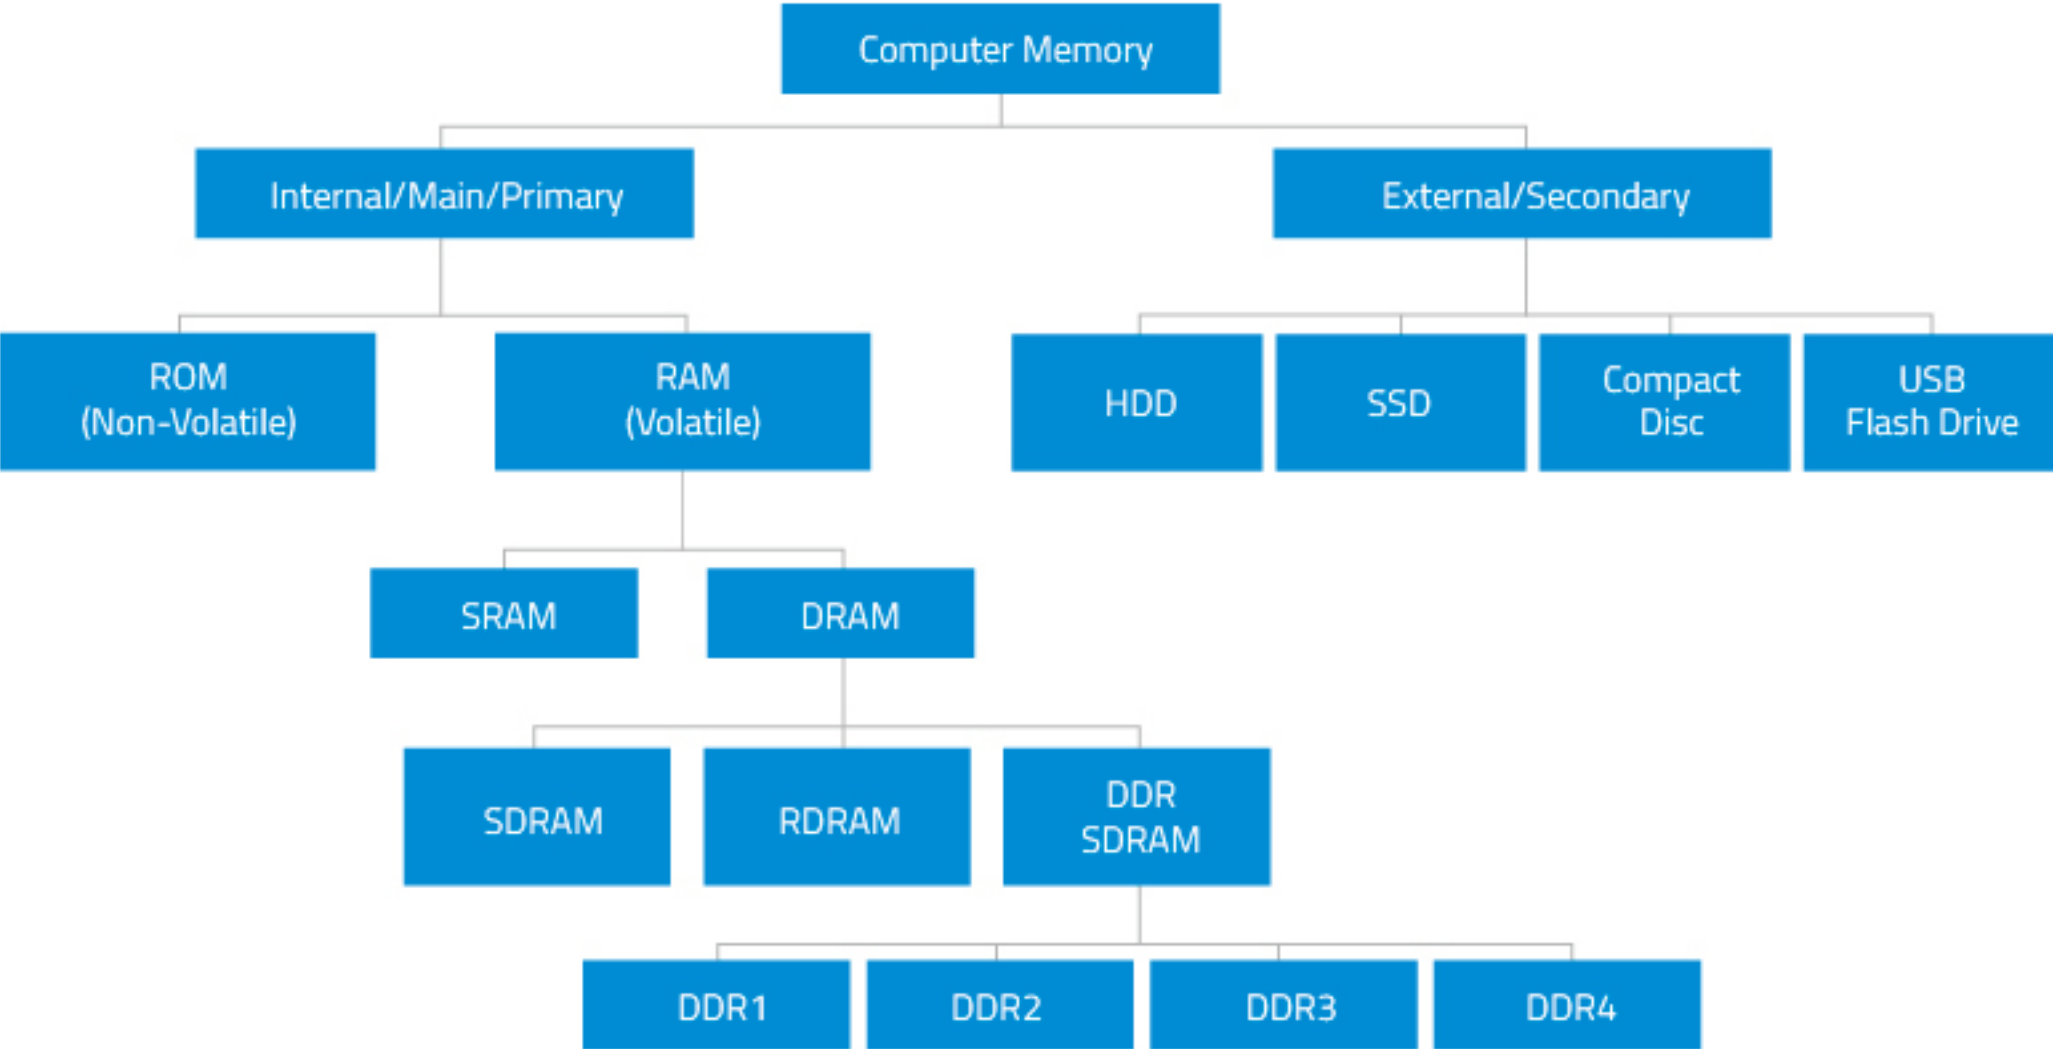 Computer Memory
Internal/Main/Primary
External/Secondary
ROM
(Non-Volatile)
RAM
(Volatile)
HDD
SSD
Compact
Disc
USB
Flash Drive
SRAM
DRAM
SDRAM
RDRAM
DDR
SDRAM
DDR1
DDR2
DDR3
DDR4